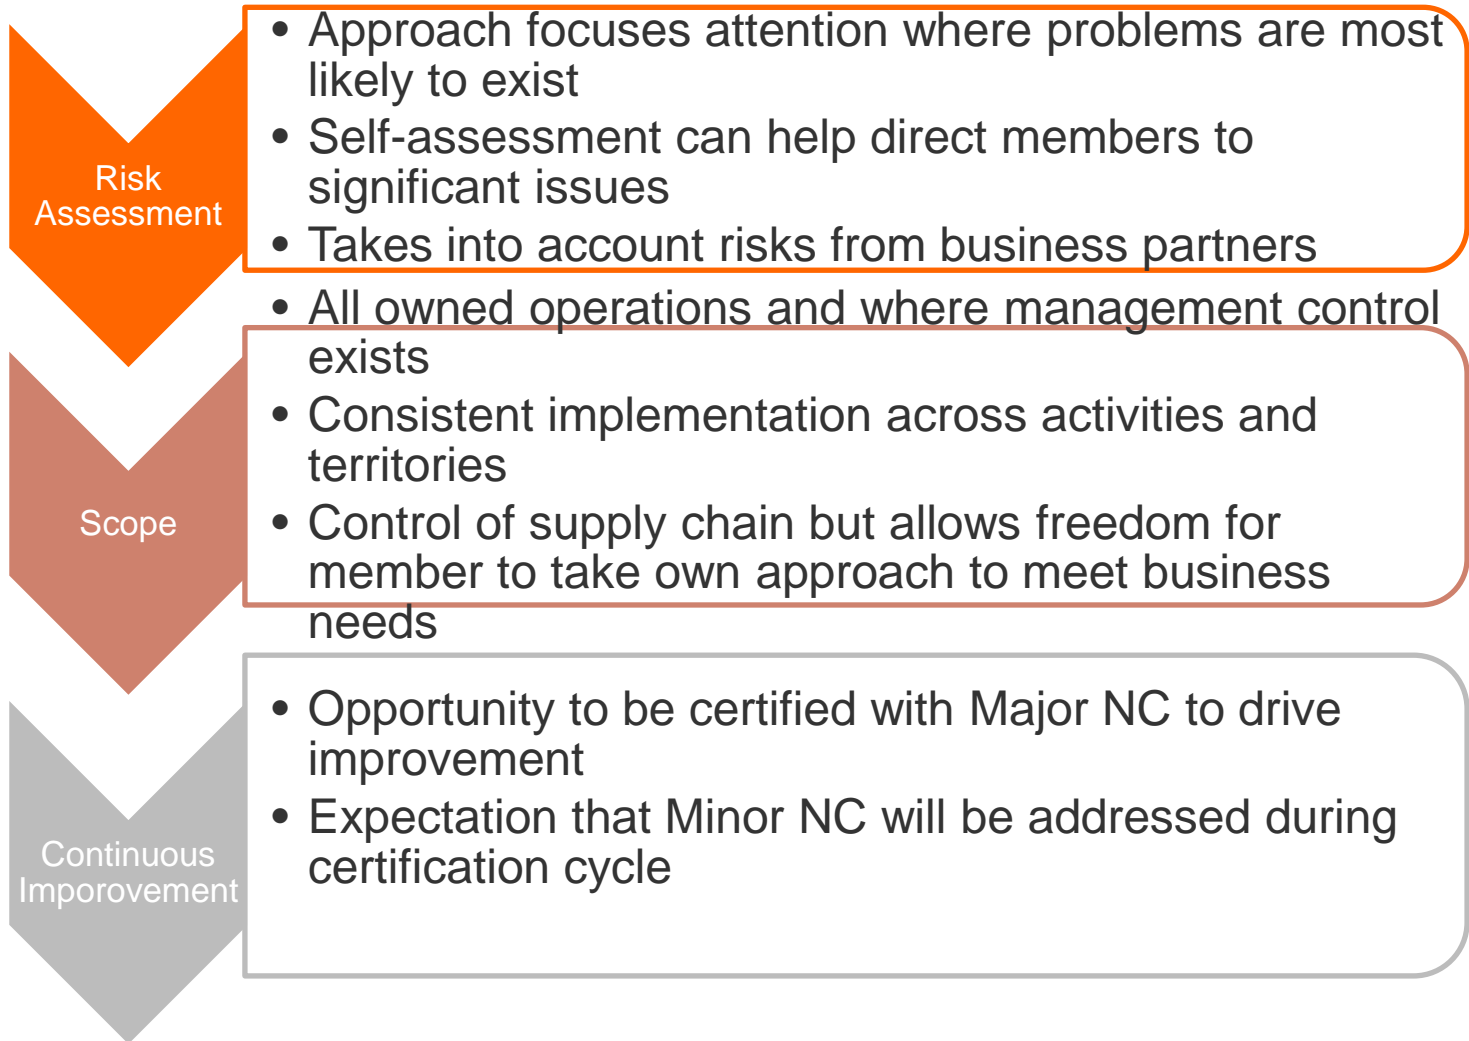 Risk
Assessment
• Approach focuses attention where problems are most
likely to exist
• Self-assessment can help direct members to
significant issues
• Takes into account risks from business partners
Scope
• All owned operations and where management control
exists
• Consistent implementation across activities and
territories
• Control of supply chain but allows freedom for
member to take own approach to meet business
needs
Continuous
Imporovement
• Opportunity to be certified with Major NC to drive
improvement
• Expectation that Minor NC will be addressed during
certification cycle